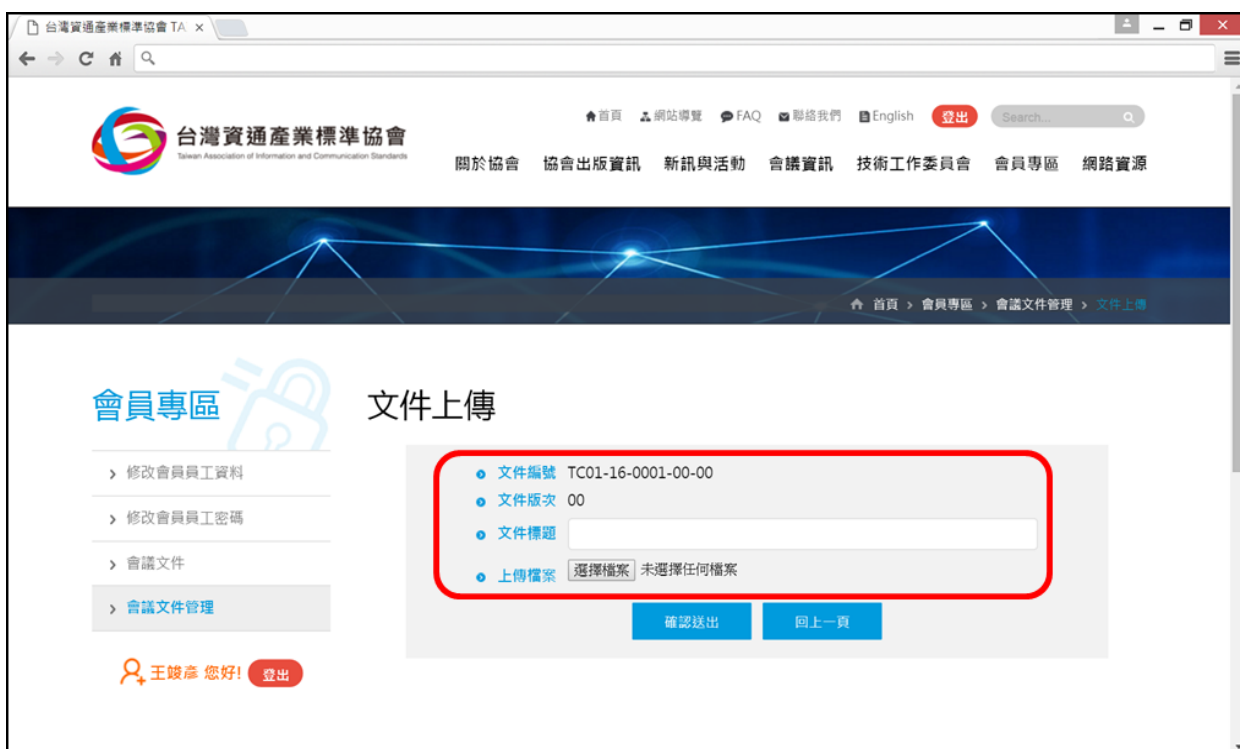 台灣資通產業標準協會 TA
首頁 網站導覽 FAQ 聯絡我們 English 登出 Search...
台灣資通產業標準協會
Taiwan Association of Information and Communication Standards
關於協會 協會出版資訊 新訊與活動 會議資訊 技術工作委員會 會員專區 網路資源
首頁 > 會員專區 > 會議文件管理 > 文件上傳
會員專區
文件上傳
修改會員員工資料
修改會員員工密碼
會議文件
會議文件管理
王竣彥 您好! 登出
文件編號 TC01-16-0001-00-00
文件版次 00
文件標題
上傳檔案 選擇檔案 未選擇任何檔案
確認送出 回上一頁